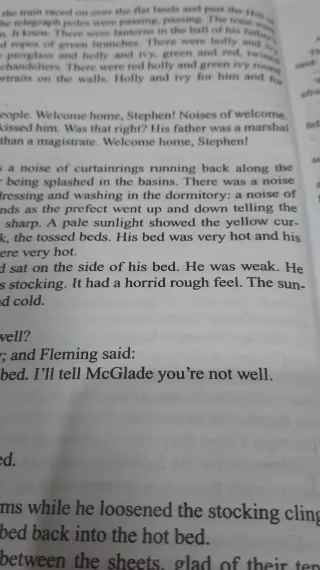 the train raced on over the flat lands and past the Hill
he telegraph poles were passing, passing. The train
n. It knew. There were lanterns in the hall of his father
d ropes of green branches. There were holly and ivy
pierglass and holly and ivy, green and red, twined
chandeliers. There were red holly and green ivy round
ortraits on the walls. Holly and ivy for him and for
eople. Welcome home, Stephen! Noises of welcome.
kissed him. Was that right? His father was a marshal
than a magistrate. Welcome home, Stephen!
s a noise of curtainrings running back along the
being splashed in the basins. There was a noise
dressing and washing in the dormitory: a noise of
nds as the prefect went up and down telling the
sharp. A pale sunlight showed the yellow cur-
k, the tossed beds. His bed was very hot and his
ere very hot.
d sat on the side of his bed. He was weak. He
s stocking. It had a horrid rough feel. The sun-
d cold.
well?
; and Fleming said:
bed. I'll tell McGlade you're not well.
ed.
ms while he loosened the stocking cling
bed back into the hot bed.
between the sheets, glad of their tep